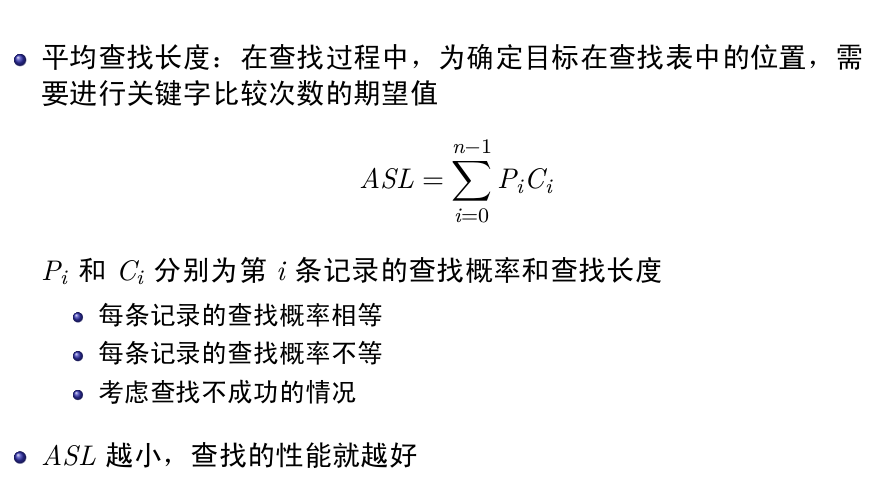 平均查找长度：在查找过程中，为确定目标在查找表中的位置，需
要进行关键字比较次数的期望值
$ASL = \sum_{i=0}^{n-1} P_i C_i$
$P_i$ 和 $C_i$ 分别为第 $i$ 条记录的查找概率和查找长度
每条记录的查找概率相等
每条记录的查找概率不等
考虑查找不成功的情况
ASL 越小，查找的性能就越好